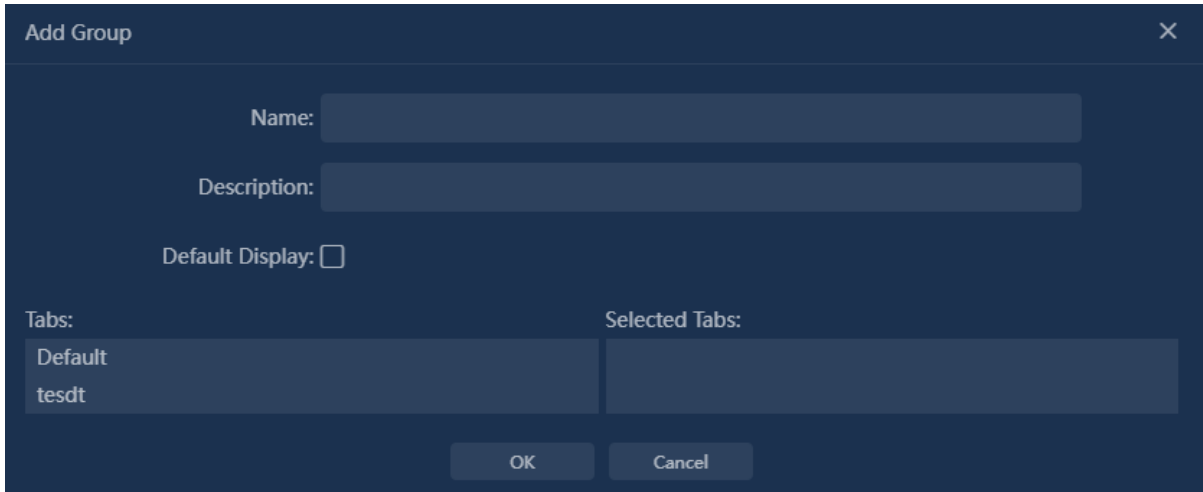 Add Group
Name:
Description:
Default Display:
Tabs:
Selected Tabs:
Default
tesdt
OK
Cancel